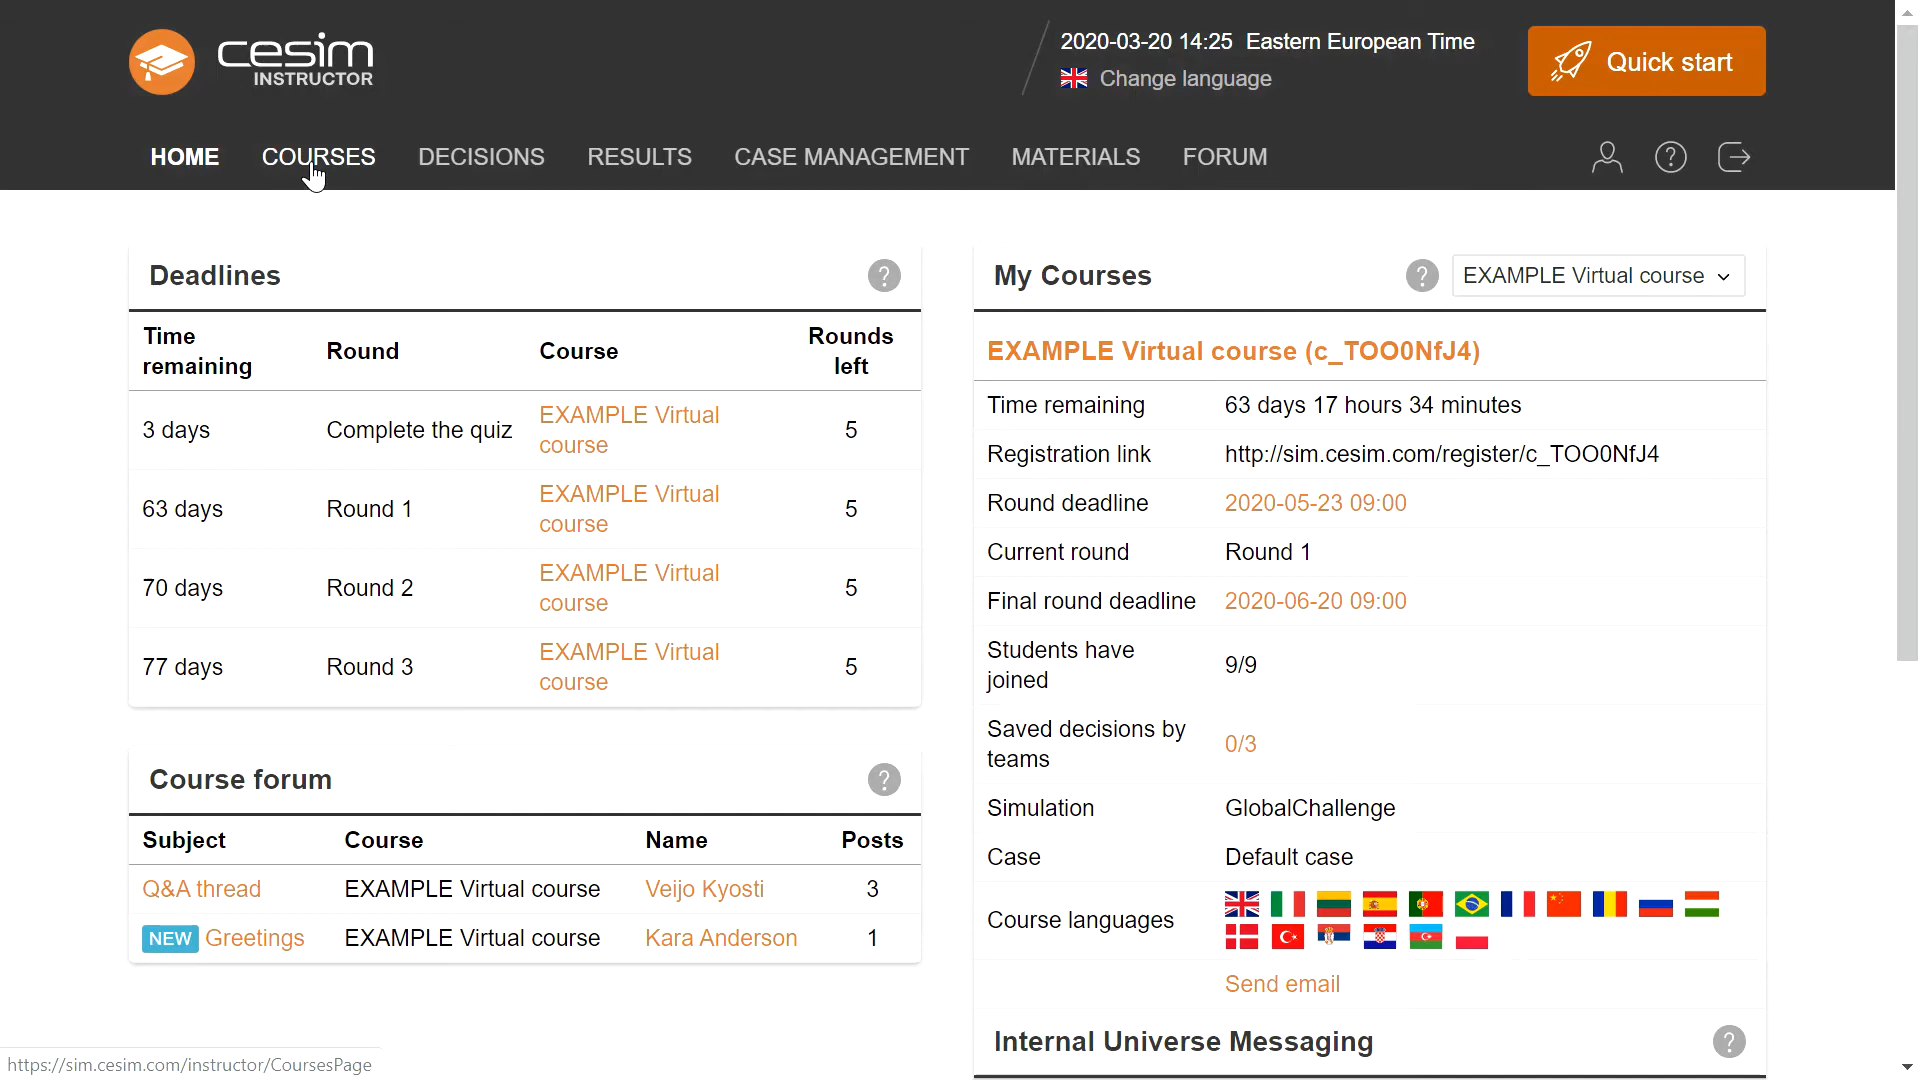 cesim
INSTRUCTOR
2020-03-20 14:25 Eastern European Time
Change language
Quick start
HOME COURSES DECISIONS RESULTS CASE MANAGEMENT MATERIALS FORUM
?
Deadlines
?
Time remaining Round Course Rounds left
3 days Complete the quiz EXAMPLE Virtual course 5
63 days Round 1 EXAMPLE Virtual course 5
70 days Round 2 EXAMPLE Virtual course 5
77 days Round 3 EXAMPLE Virtual course 5
Course forum
?
Subject Course Name Posts
Q&A thread EXAMPLE Virtual course Veijo Kyosti 3
NEW Greetings EXAMPLE Virtual course Kara Anderson 1
My Courses
?
EXAMPLE Virtual course
EXAMPLE Virtual course (c_TOO0NfJ4)
Time remaining 63 days 17 hours 34 minutes
Registration link http://sim.cesim.com/register/c_TOO0NfJ4
Round deadline 2020-05-23 09:00
Current round Round 1
Final round deadline 2020-06-20 09:00
Students have joined 9/9
Saved decisions by teams 0/3
Simulation GlobalChallenge
Case Default case
Course languages
Send email
Internal Universe Messaging
?
https://sim.cesim.com/instructor/CoursesPage